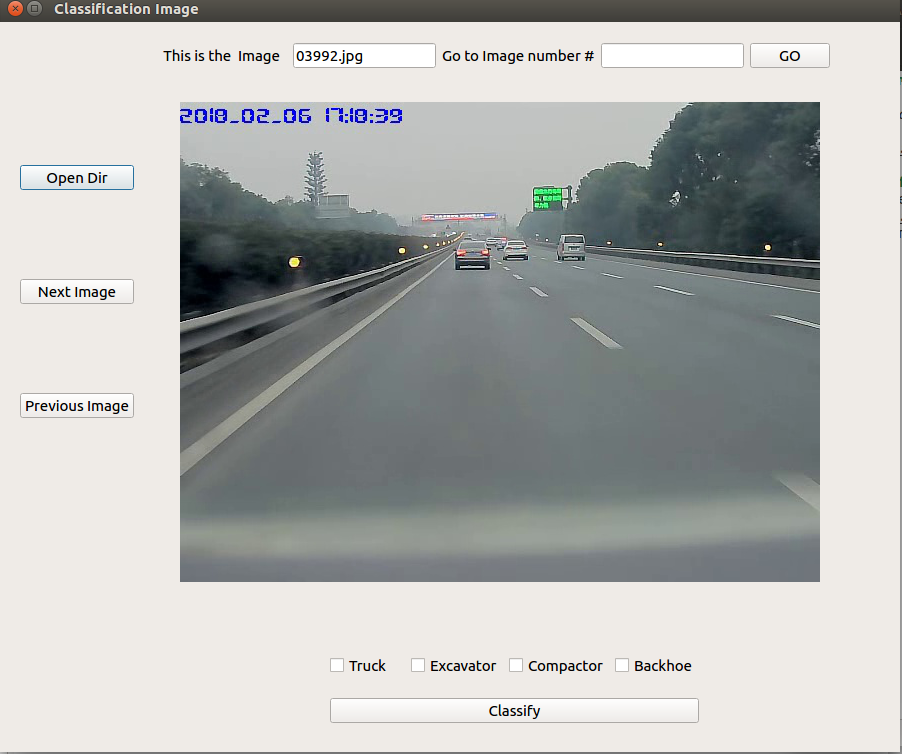 Classification Image
This is the Image 03992.jpg Go to Image number # GO
2018_02_06 17:18:39
Open Dir
Next Image
Previous Image
Truck Excavator Compactor Backhoe
Classify